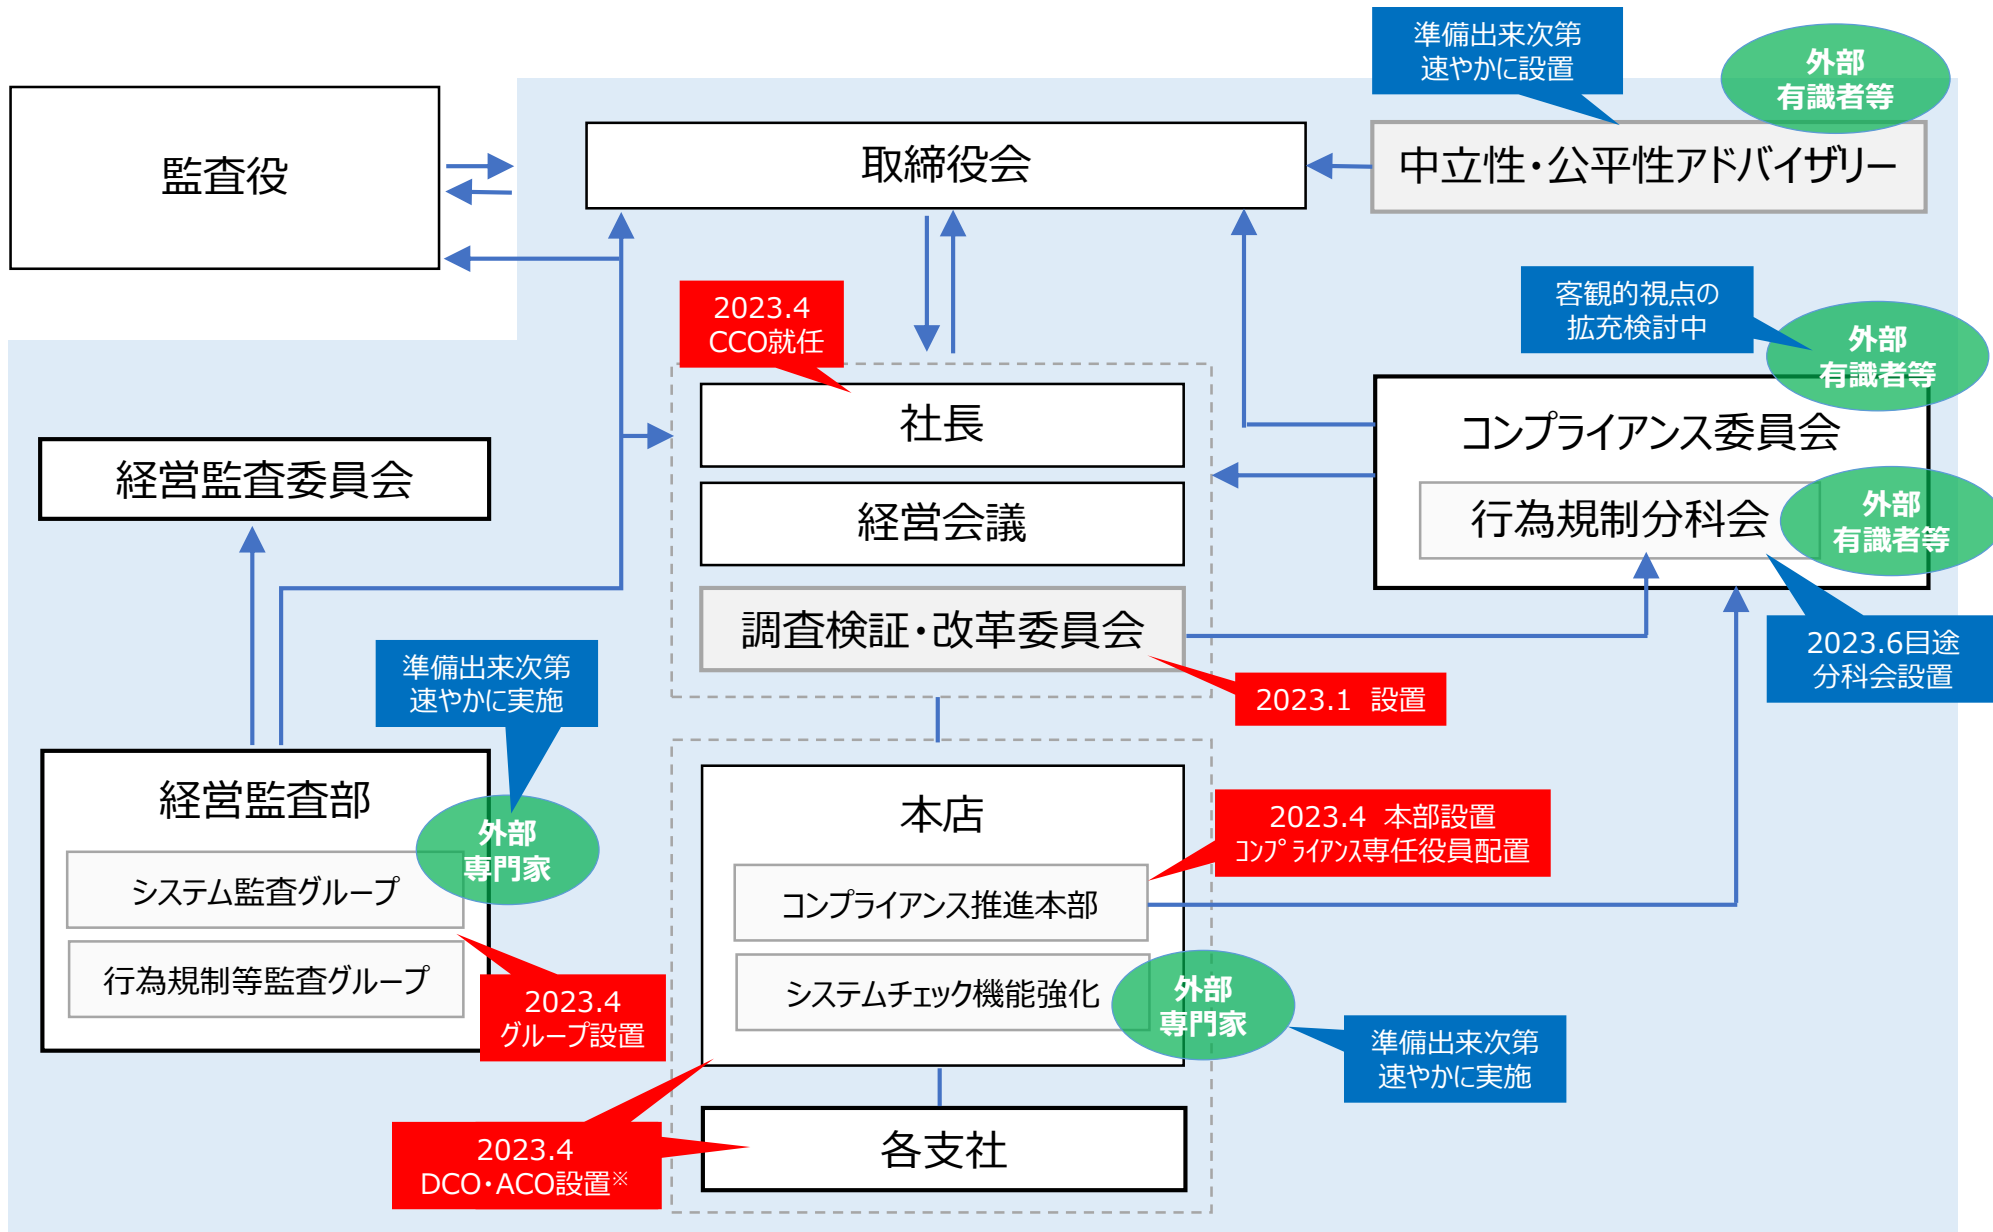 準備出来次第
速やかに設置
外部
有識者等
監査役
取締役会
中立性・公平性アドバイザリー
2023.4
CCO就任
客観的視点の
拡充検討中
外部
有識者等
社長
コンプライアンス委員会
経営監査委員会
経営会議
行為規制分科会
外部
有識者等
調査検証・改革委員会
2023.6目途
分科会設置
準備出来次第
速やかに実施
2023.1 設置
経営監査部
外部
専門家
本店
2023.4 本部設置
コンプライアンス専任役員配置
システム監査グループ
コンプライアンス推進本部
行為規制等監査グループ
システムチェック機能強化
外部
専門家
2023.4
グループ設置
準備出来次第
速やかに実施
2023.4
DCO・ACO設置※
各支社